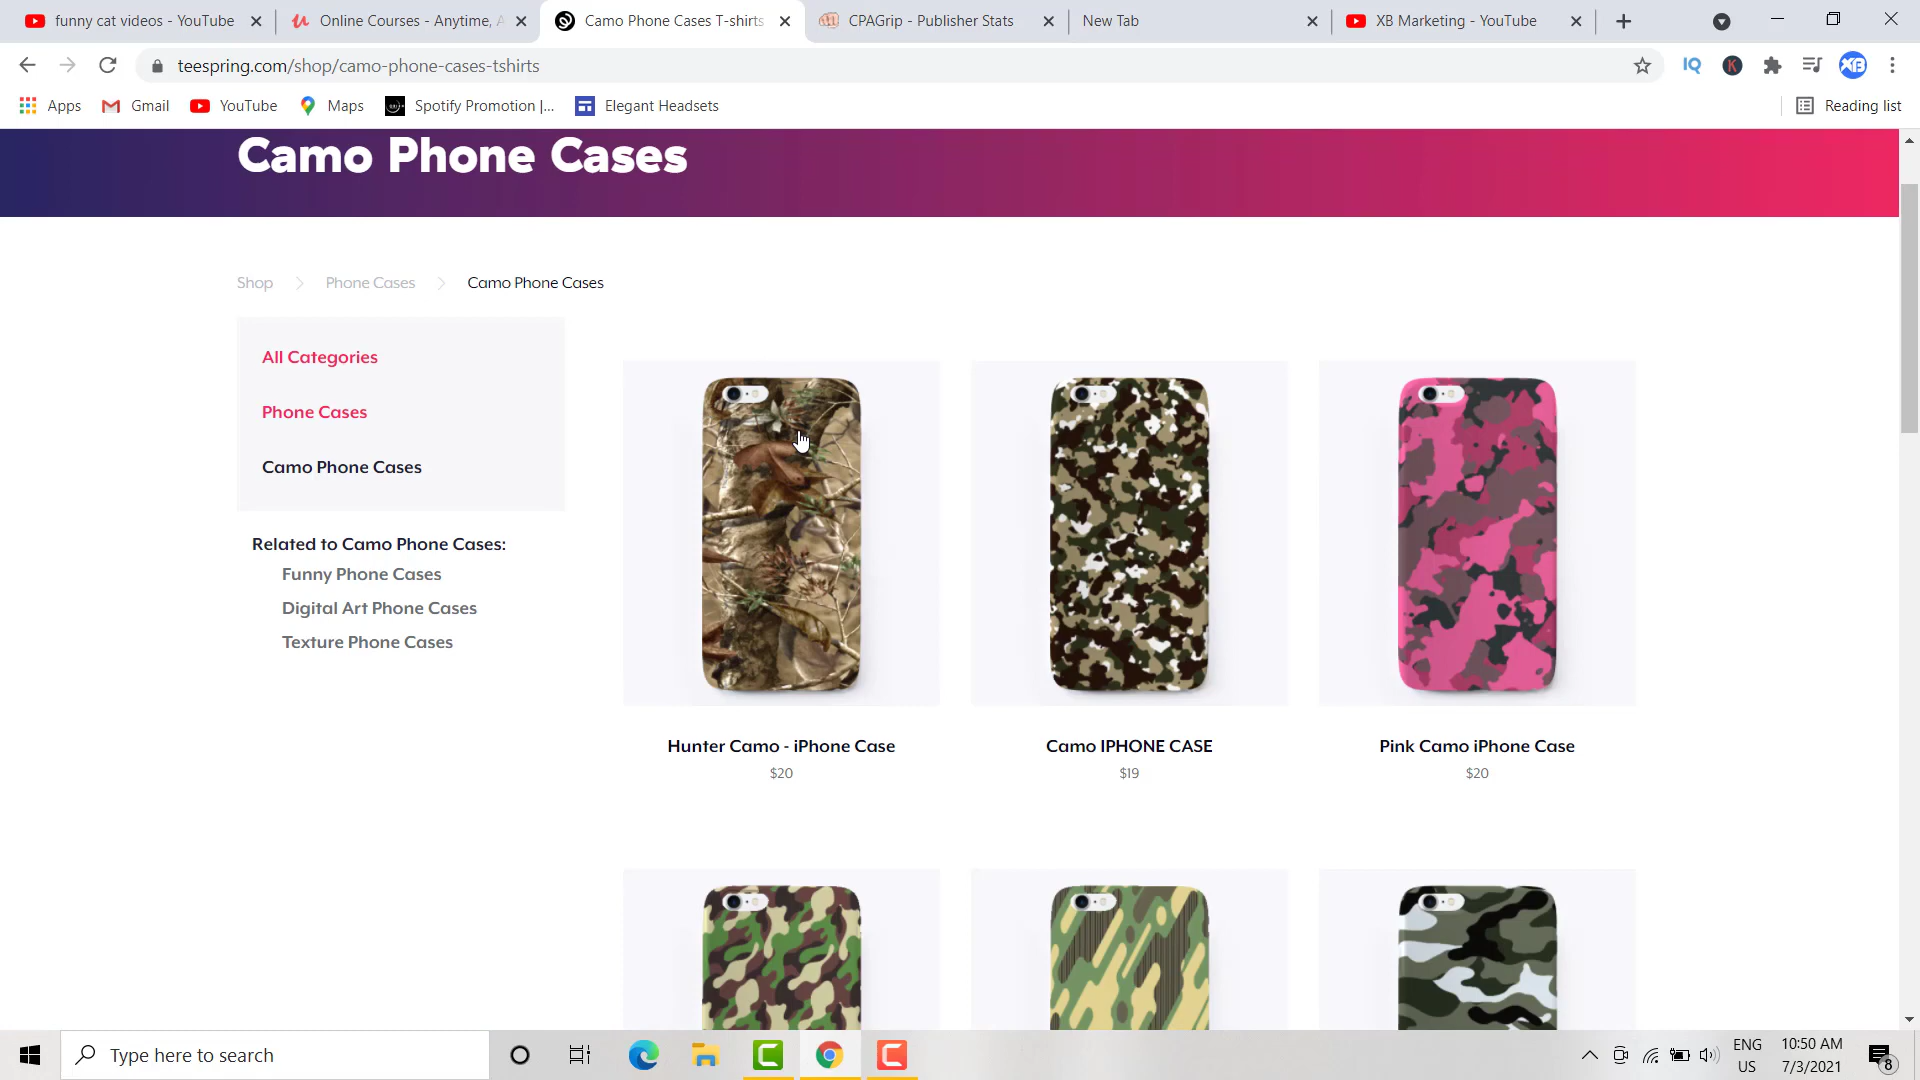 funny cat videos - YouTube
Online Courses - Anytime, A
Camo Phone Cases T-shirts
CPAGrip - Publisher Stats
New Tab
XB Marketing - YouTube
teespring.com/shop/camo-phone-cases-tshirts
IQ
K
XB
Apps
Gmail
YouTube
Maps
Spotify Promotion |...
Elegant Headsets
Reading list
Camo Phone Cases
Shop
Phone Cases
Camo Phone Cases
All Categories
Phone Cases
Camo Phone Cases
Related to Camo Phone Cases:
Funny Phone Cases
Digital Art Phone Cases
Texture Phone Cases
Hunter Camo - iPhone Case
$20
Camo IPHONE CASE
$19
Pink Camo iPhone Case
$20
Type here to search
ENG
US
10:50 AM
7/3/2021
8